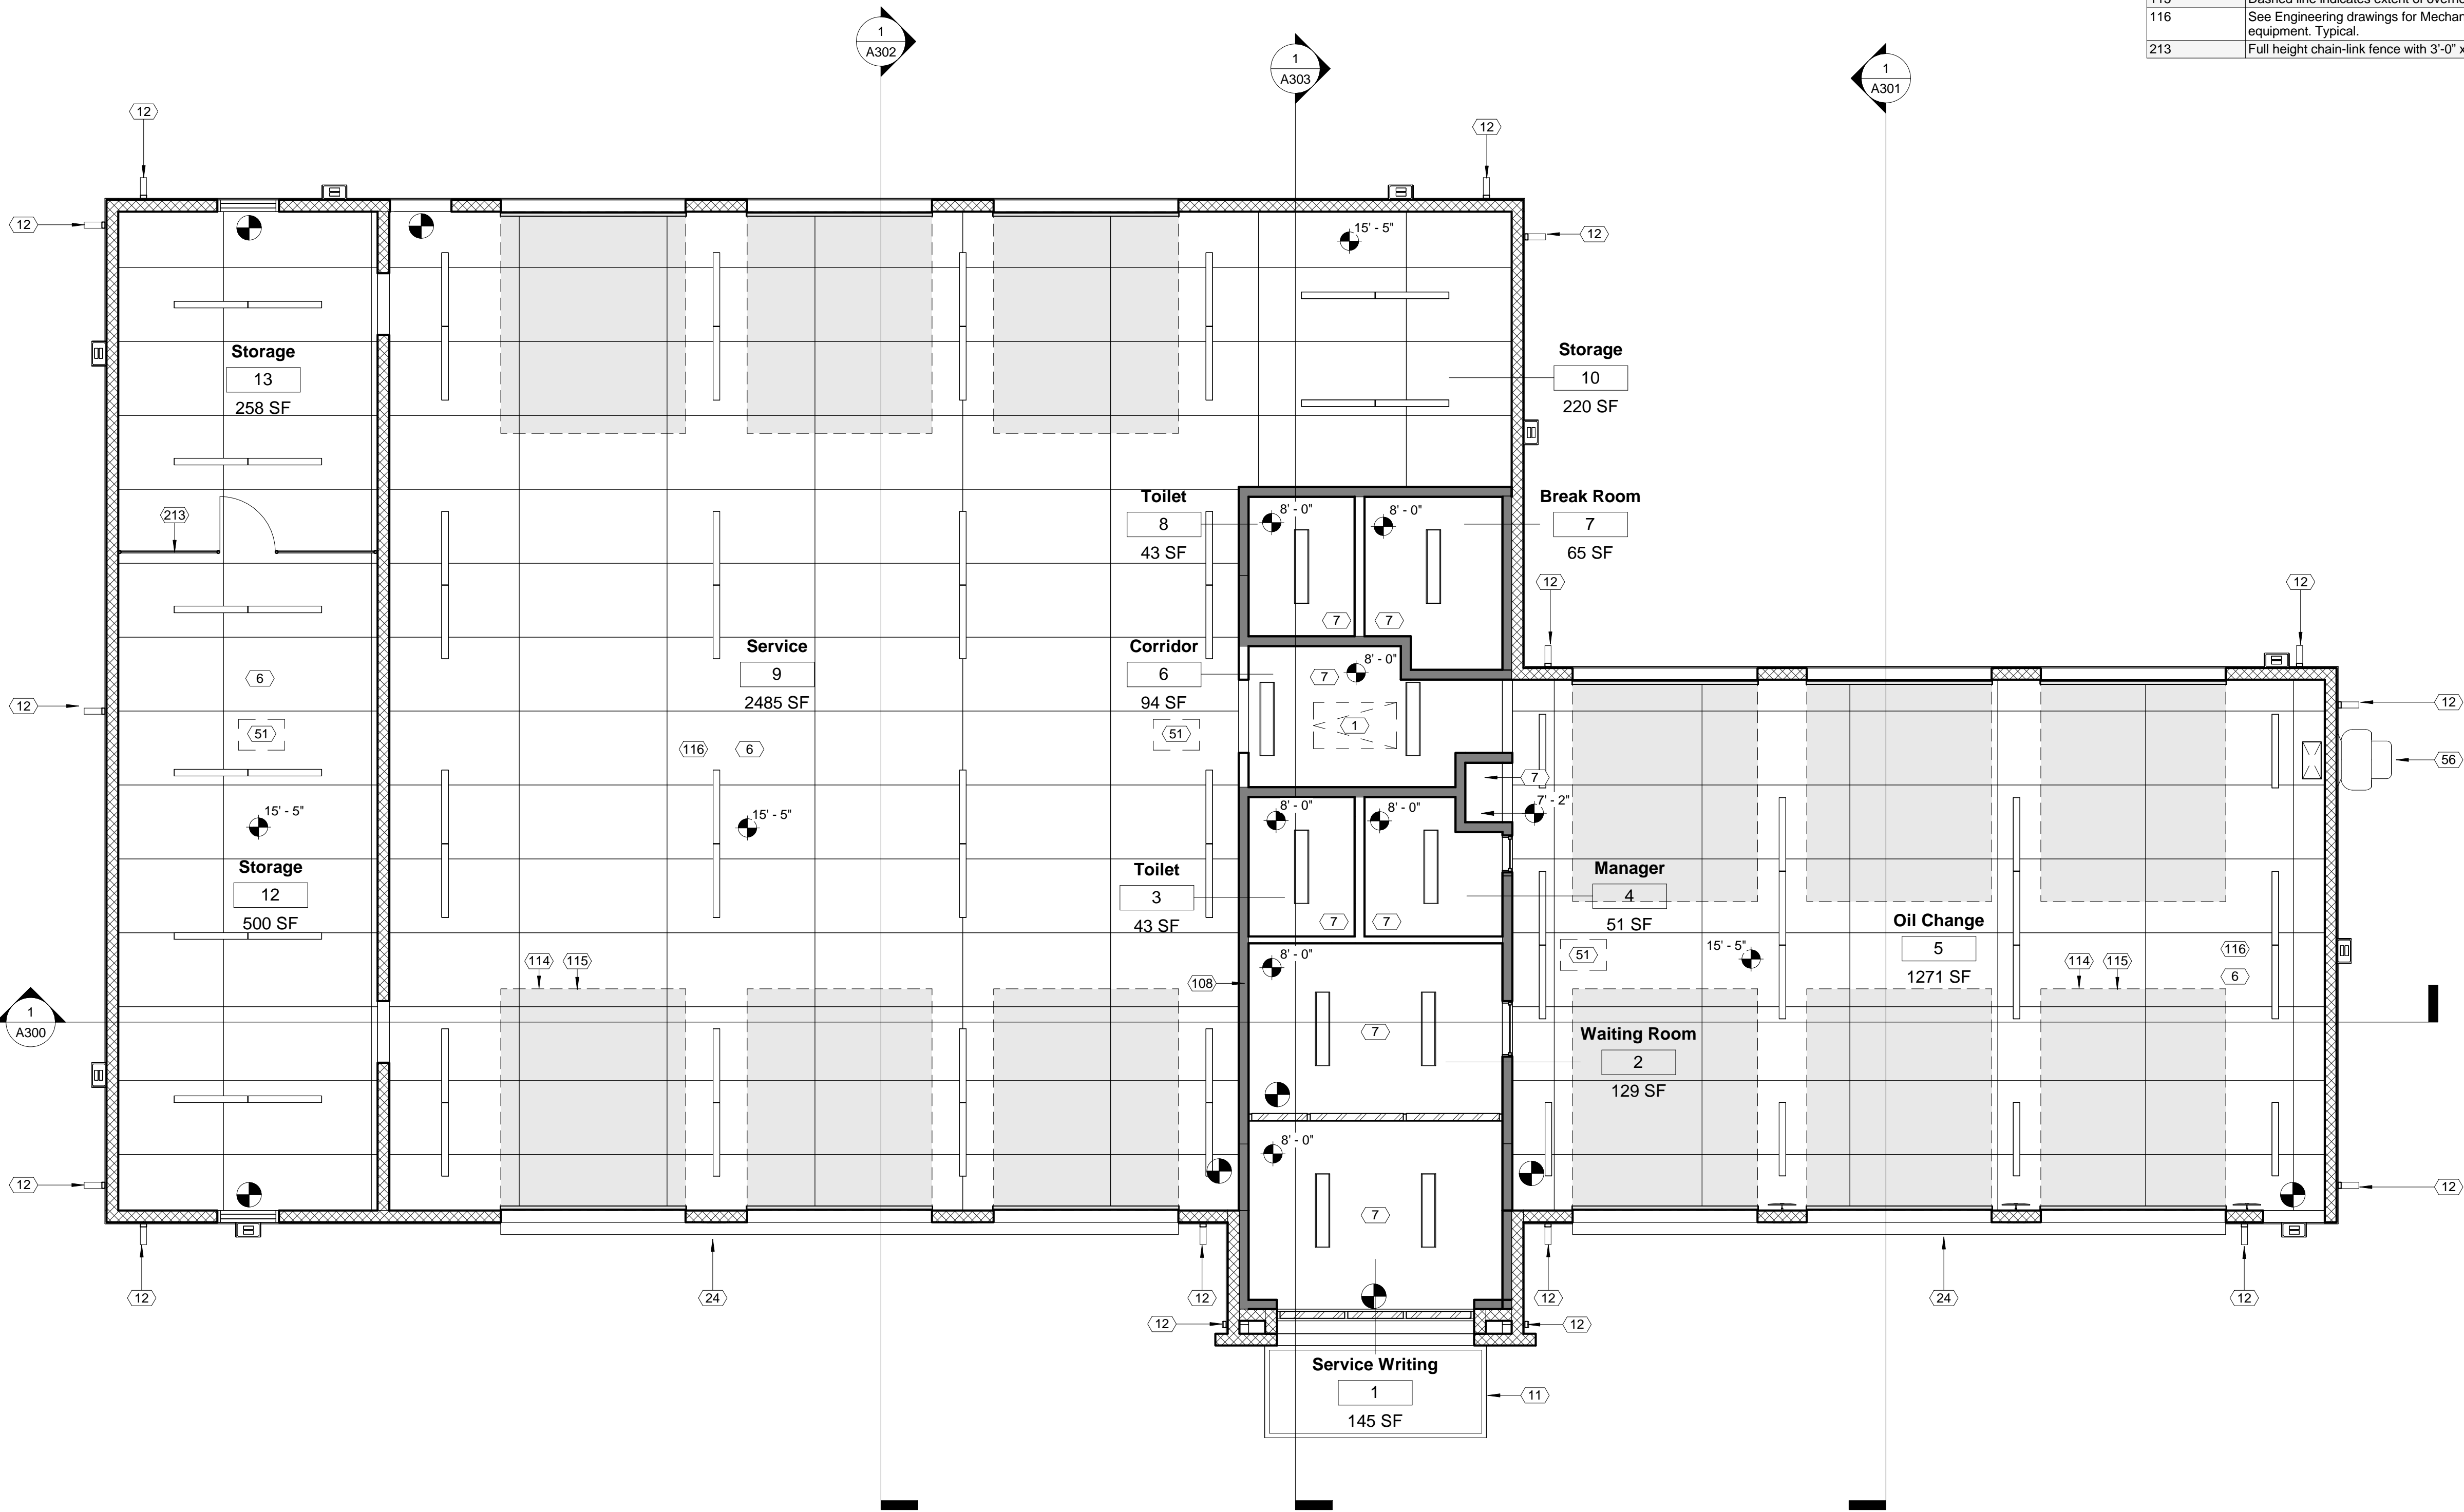 116
See Engineering drawings for Mechan
equipment. Typical.
213
Full height chain-link fence with 3'-0" x
1
A302
1
A303
1
A301
12
12
12
12
15' - 5"
Storage
13
258 SF
Storage
10
220 SF
213
Toilet
8
43 SF
8' - 0"
8' - 0"
Break Room
7
65 SF
12
12
7
7
Service
9
2485 SF
Corridor
6
94 SF
8' - 0"
7
6
12
51
116
6
51
1
12
56
7
7' - 2"
15' - 5"
15' - 5"
8' - 0"
8' - 0"
Storage
12
500 SF
Toilet
3
43 SF
7
7
Manager
4
51 SF
Oil Change
5
1271 SF
15' - 5"
51
116
6
114
115
114
115
108
8' - 0"
7
1
A300
Waiting Room
2
129 SF
8' - 0"
7
12
12
12
24
12
12
24
12
12
12
Service Writing
1
145 SF
11